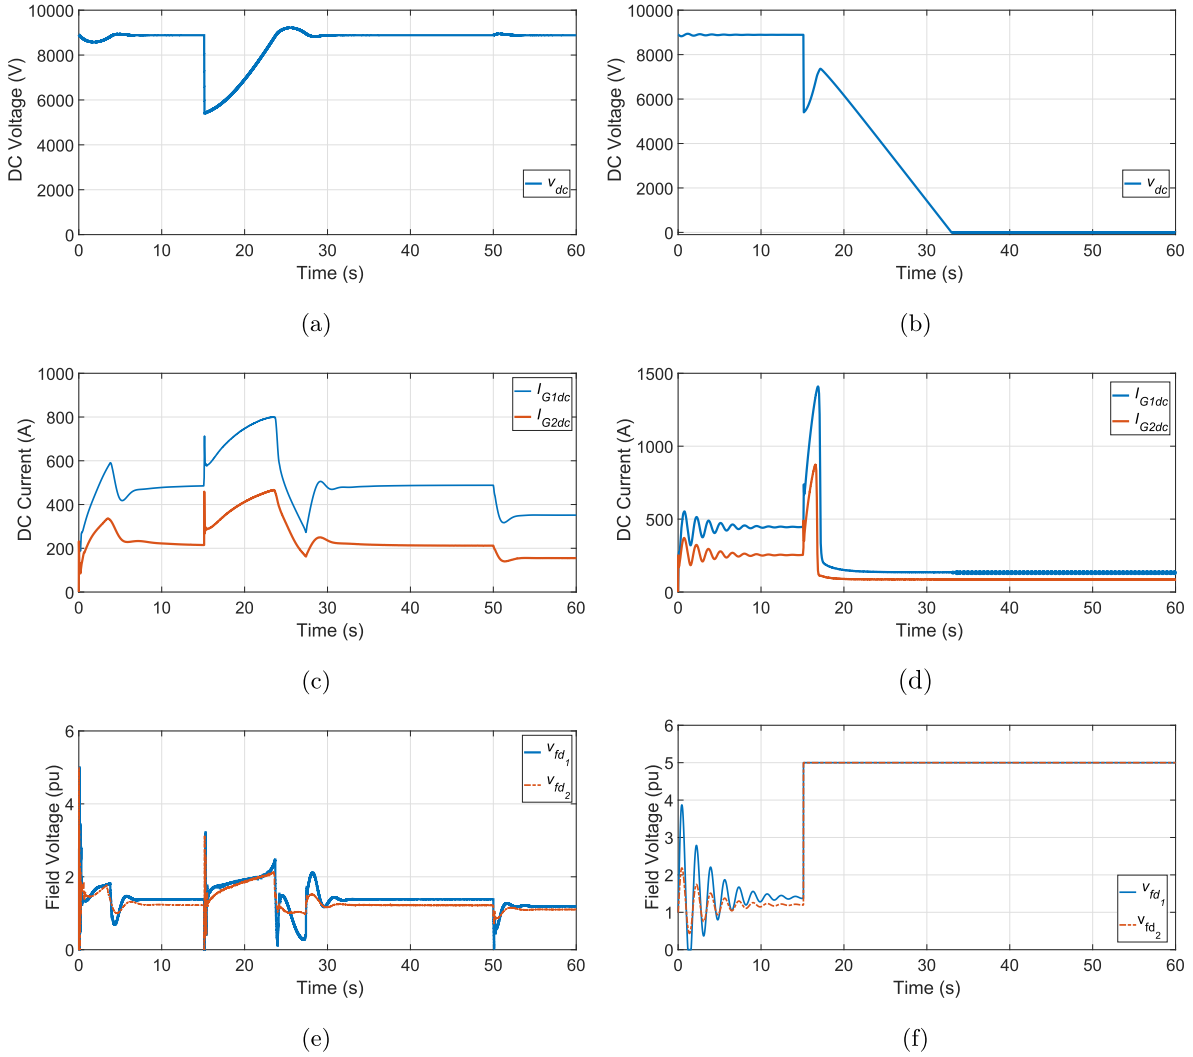 10000
8000
6000
4000
2000
0
DC Voltage (V)
v_dc
0 10 20 30 40 50 60
Time (s)
(a)
10000
8000
6000
4000
2000
0
DC Voltage (V)
v_dc
0 10 20 30 40 50 60
Time (s)
(b)
1000
800
600
400
200
0
DC Current (A)
I_G1dc
I_G2dc
0 10 20 30 40 50 60
Time (s)
(c)
1500
1000
500
0
DC Current (A)
I_G1dc
I_G2dc
0 10 20 30 40 50 60
Time (s)
(d)
6
4
2
0
Field Voltage (pu)
v_fd_1
v_fd_2
0 10 20 30 40 50 60
Time (s)
(e)
6
5
4
3
2
1
0
Field Voltage (pu)
v_fd_1
v_fd_2
0 10 20 30 40 50 60
Time (s)
(f)